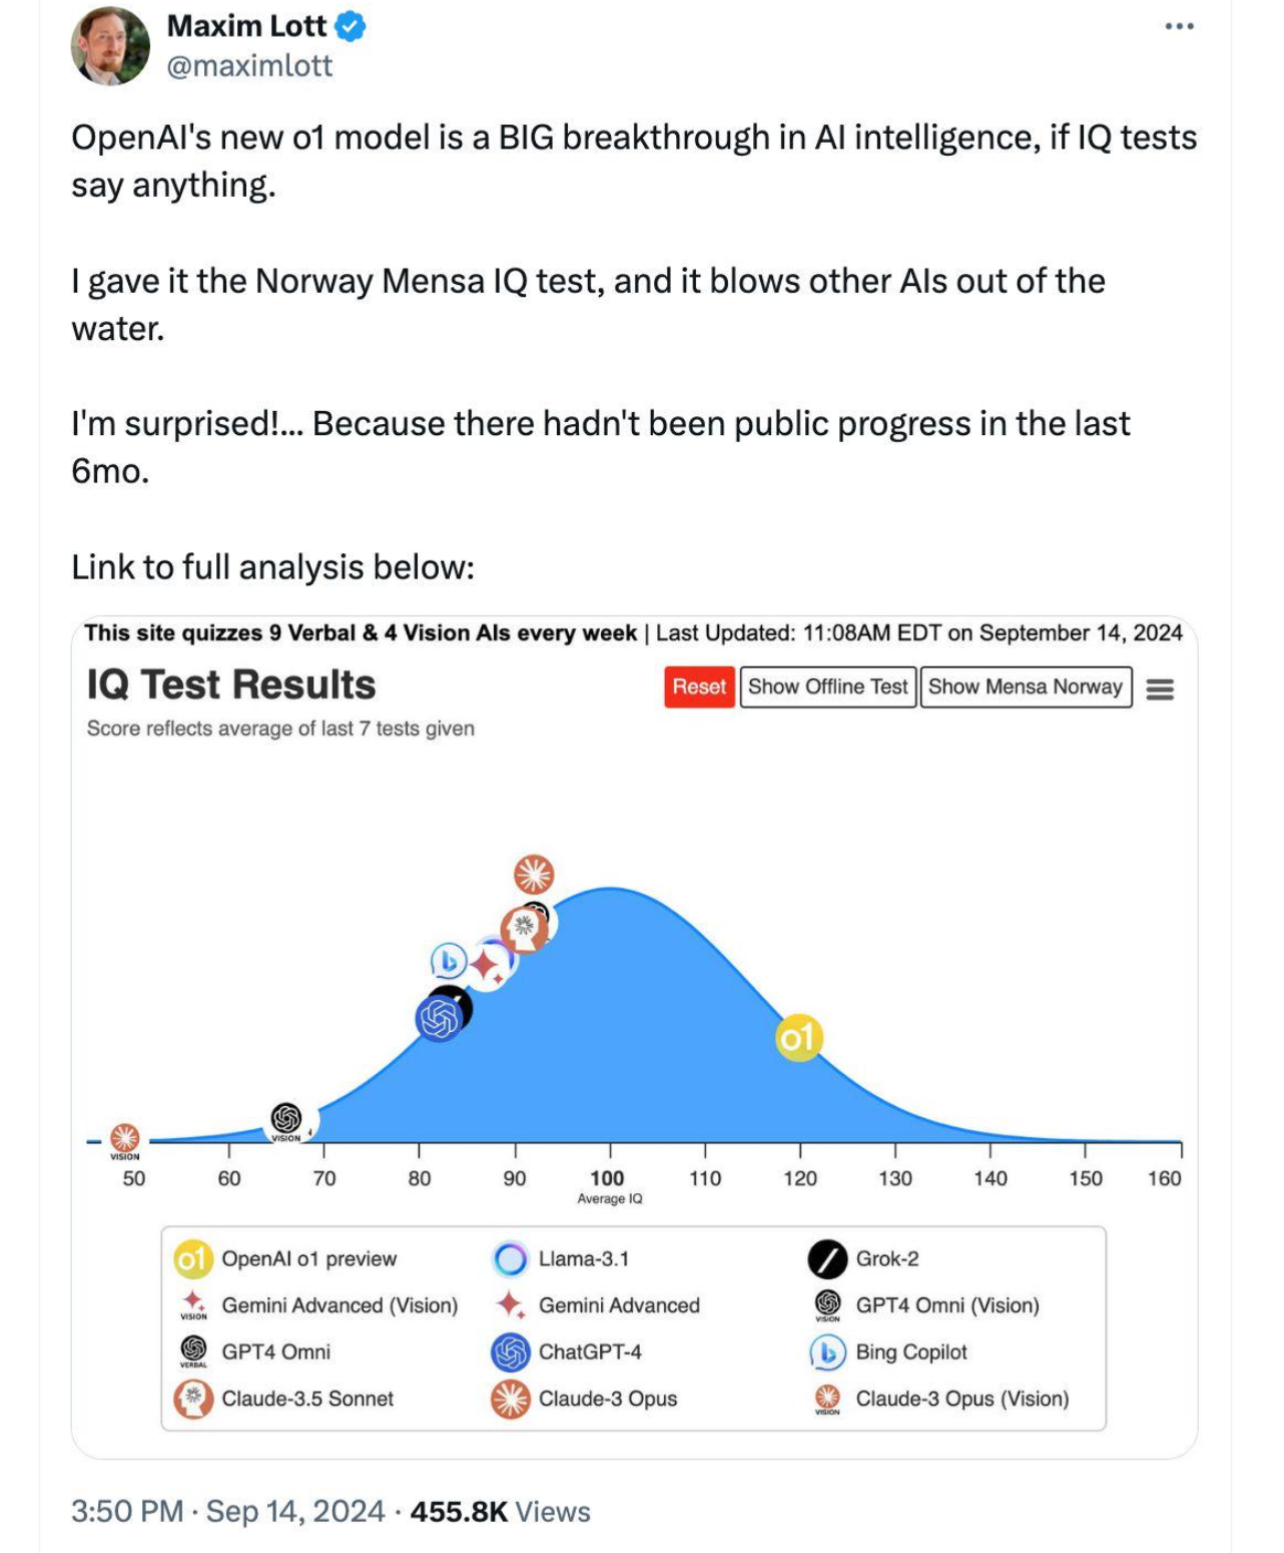 Maxim Lott
@maximlott
OpenAI's new o1 model is a BIG breakthrough in AI intelligence, if IQ tests
say anything.
I gave it the Norway Mensa IQ test, and it blows other AIs out of the
water.
I'm surprised!... Because there hadn't been public progress in the last
6mo.
Link to full analysis below:
This site quizzes 9 Verbal & 4 Vision AIs every week | Last Updated: 11:08AM EDT on September 14, 2024
IQ Test Results
Reset Show Offline Test Show Mensa Norway
Score reflects average of last 7 tests given
o1
VISION
VISION
50 60 70 80 90 100 110 120 130 140 150 160
Average IQ
o1 OpenAI o1 preview Llama-3.1 Grok-2
VISION Gemini Advanced (Vision) Gemini Advanced VISION GPT4 Omni (Vision)
VERBAL GPT4 Omni ChatGPT-4 b Bing Copilot
Claude-3.5 Sonnet Claude-3 Opus VISION Claude-3 Opus (Vision)
3:50 PM · Sep 14, 2024 · 455.8K Views